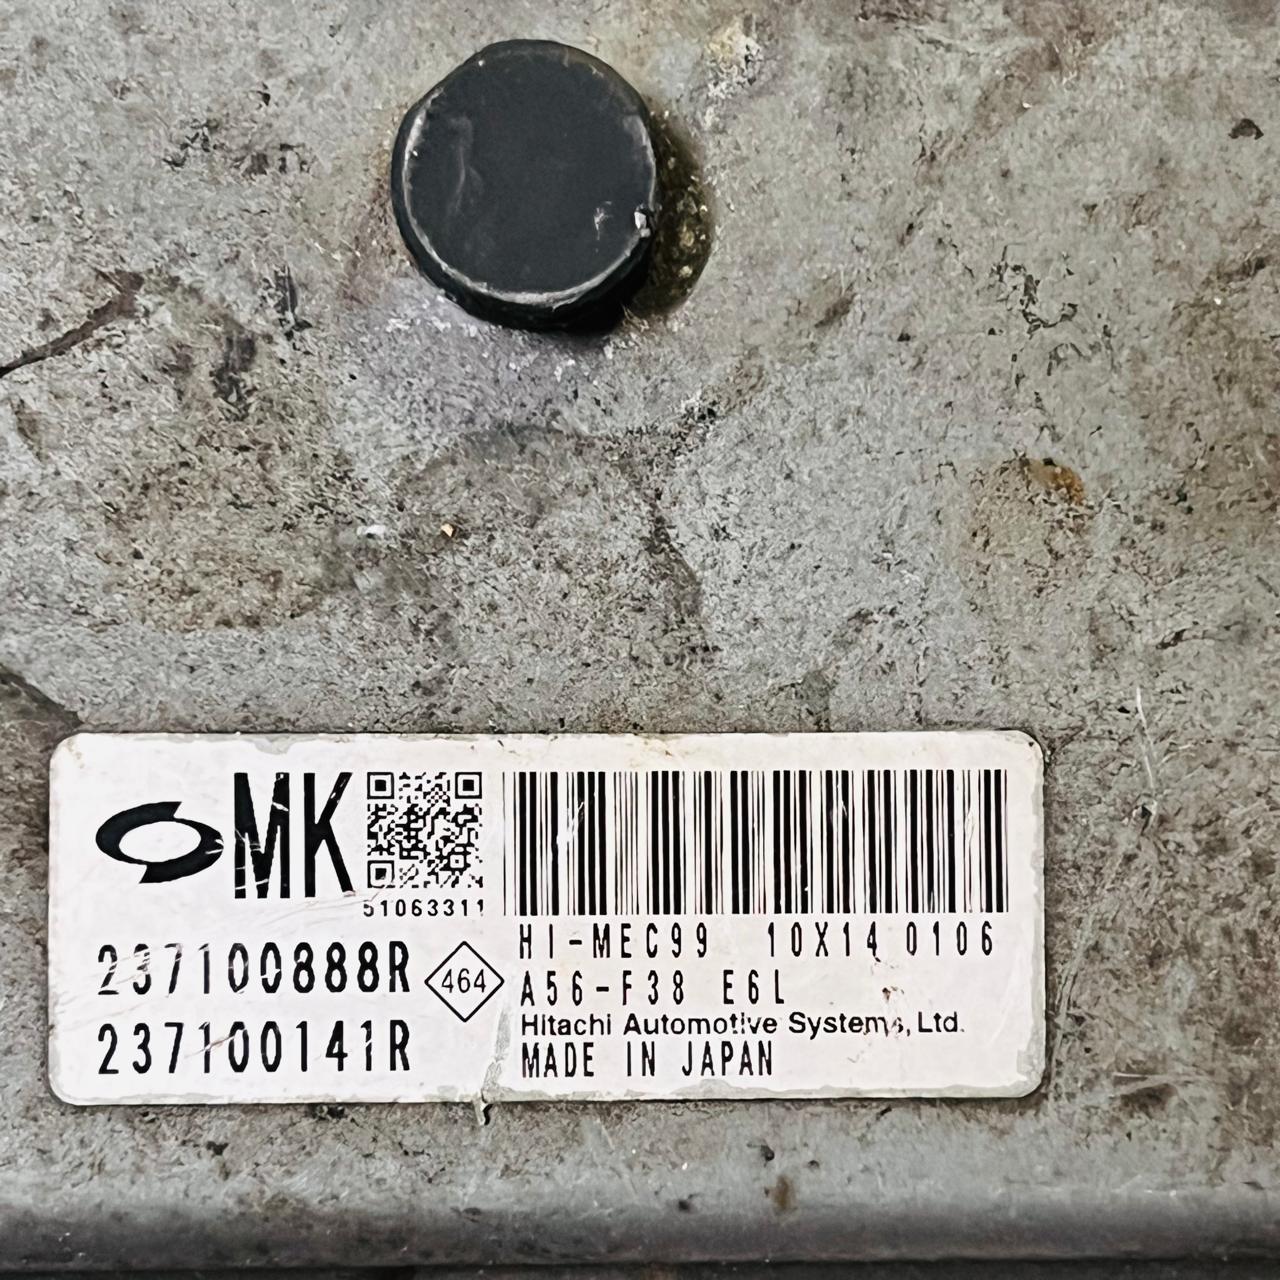 MK
51063311
237100888R
464
237100141R
HI-MEC99 10X14 0106
A56-F38 E6L
Hitachi Automotive Systems, Ltd.
MADE IN JAPAN